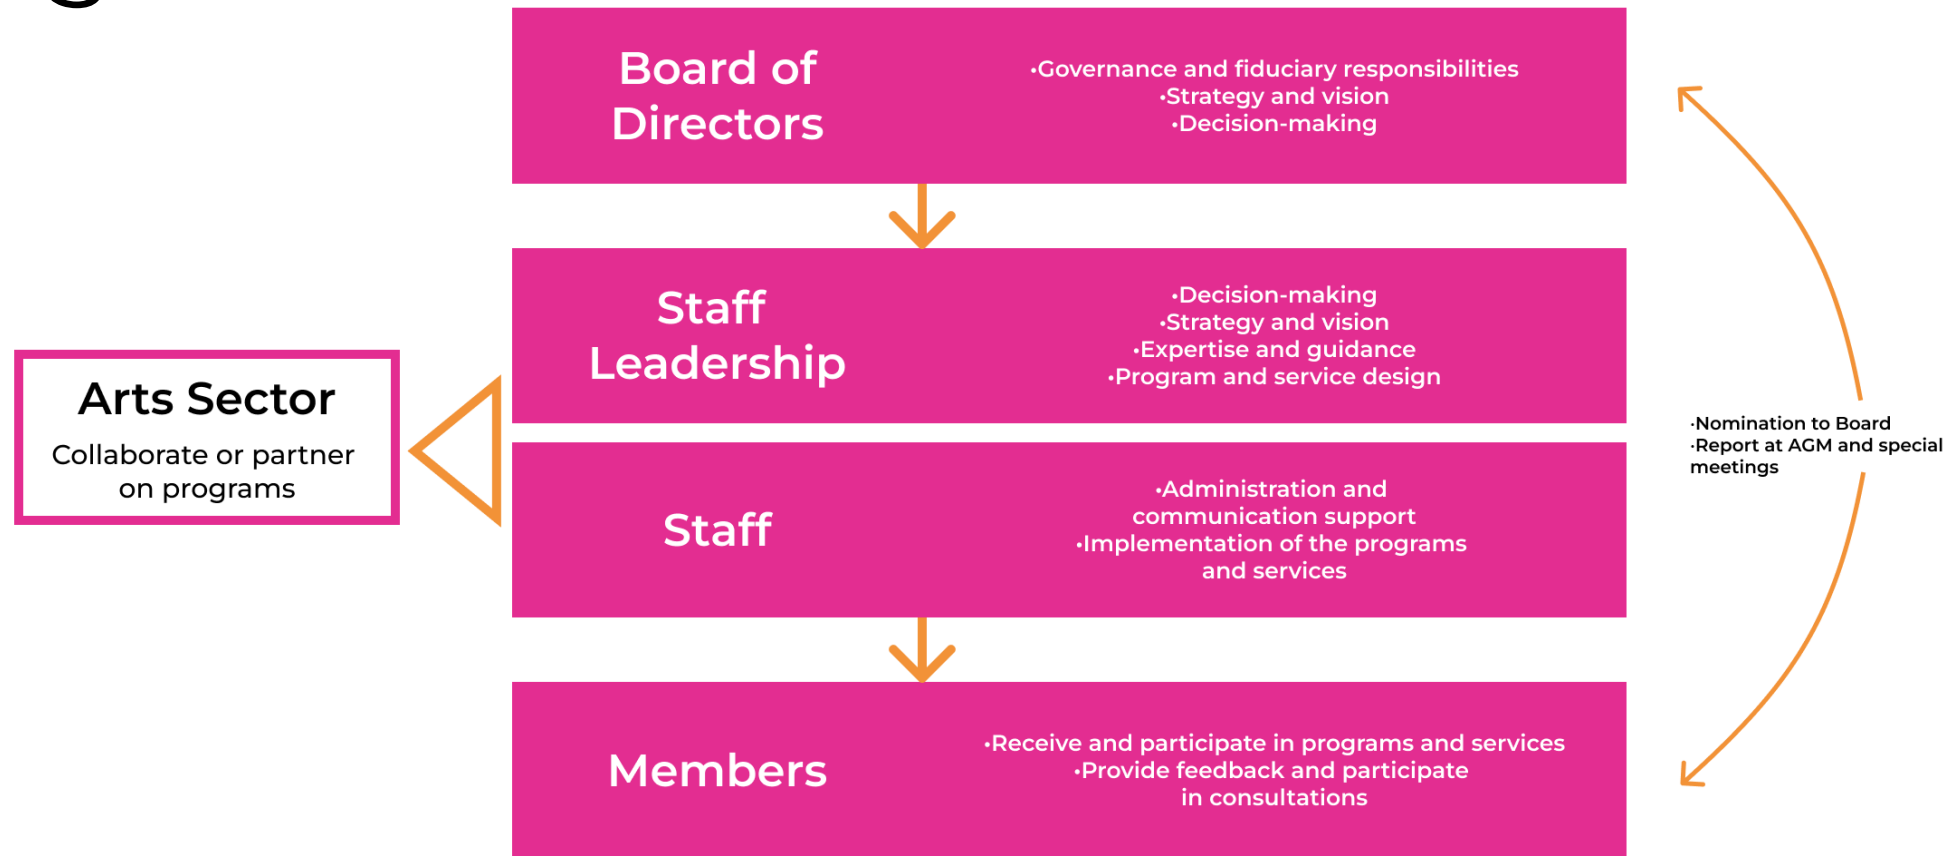 Board of
Directors
•Governance and fiduciary responsibilities
•Strategy and vision
•Decision-making
Staff
Leadership
•Decision-making
•Strategy and vision
•Expertise and guidance
•Program and service design
Arts Sector
Collaborate or partner
on programs
Staff
•Administration and
communication support
•Implementation of the programs
and services
Members
•Receive and participate in programs and services
•Provide feedback and participate
in consultations
·Nomination to Board
·Report at AGM and special
meetings